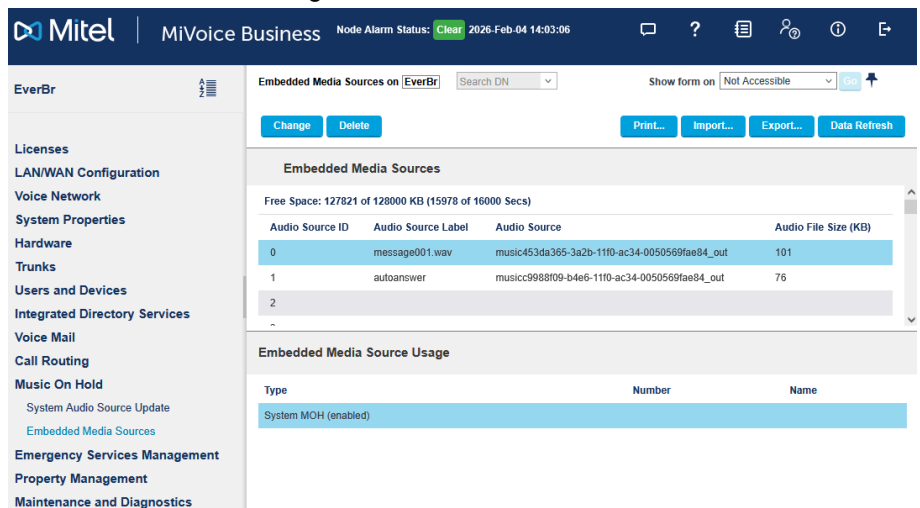 Mitel | MiVoice Business Node Alarm Status: Clear 2026-Feb-04 14:03:06
EverBr
Licenses
LAN/WAN Configuration
Voice Network
System Properties
Hardware
Trunks
Users and Devices
Integrated Directory Services
Voice Mail
Call Routing
Music On Hold
System Audio Source Update
Embedded Media Sources
Emergency Services Management
Property Management
Maintenance and Diagnostics
Embedded Media Sources on EverBr Search DN Show form on Not Accessible Go
Change Delete Print... Import... Export... Data Refresh
Embedded Media Sources
Free Space: 127821 of 128000 KB (15978 of 16000 Secs)
Audio Source ID Audio Source Label Audio Source Audio File Size (KB)
0 message001.wav music453da365-3a2b-11f0-ac34-0050569fae84_out 101
1 autoanswer musicc9988f09-b4e6-11f0-ac34-0050569fae84_out 76
2
Embedded Media Source Usage
Type Number Name
System MOH (enabled)